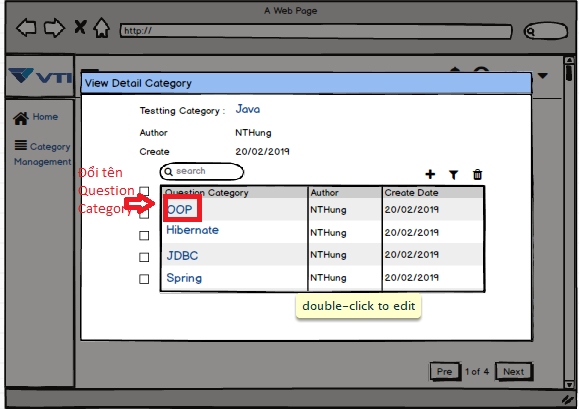 A Web Page
http://
VTI
View Detail Category
Testting Category : Java
Home
Author NTHung
Category
Management
Create 20/02/2019
search
Đổi tên
Question
Category
Question Category Author Create Date
OOP NTHung 20/02/2019
Hibernate NTHung 20/02/2019
JDBC NTHung 20/02/2019
Spring NTHung 20/02/2019
double-click to edit
Pre 1 of 4 Next